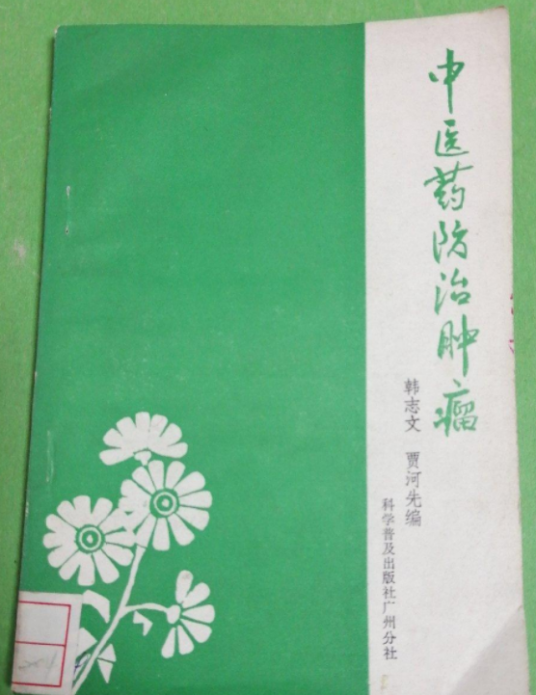 中医药防治肿瘤
韩志文 贾河先编
科学普及出版社广州分社